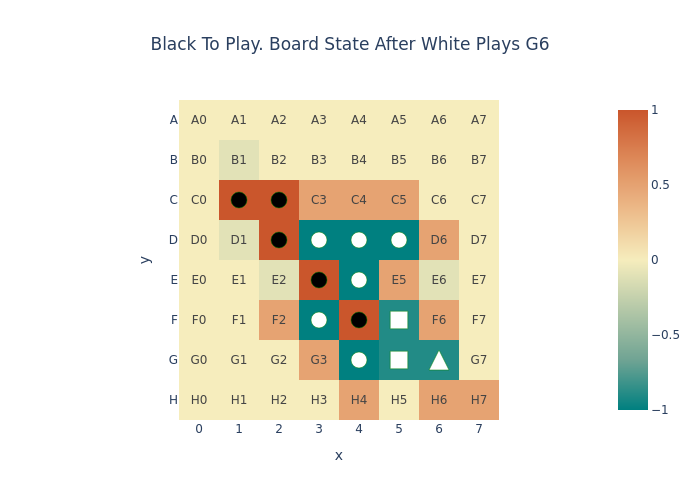 Black To Play. Board State After White Plays G6
A A0 A1 A2 A3 A4 A5 A6 A7
B B0 B1 B2 B3 B4 B5 B6 B7
C C0 C3 C4 C5 C6 C7
D D0 D1 D6 D7
E E0 E1 E2 E5 E6 E7
F F0 F1 F2 F6 F7
G G0 G1 G2 G3 G7
H H0 H1 H2 H3 H4 H5 H6 H7
0 1 2 3 4 5 6 7
x
y
1
0.5
0
−0.5
−1